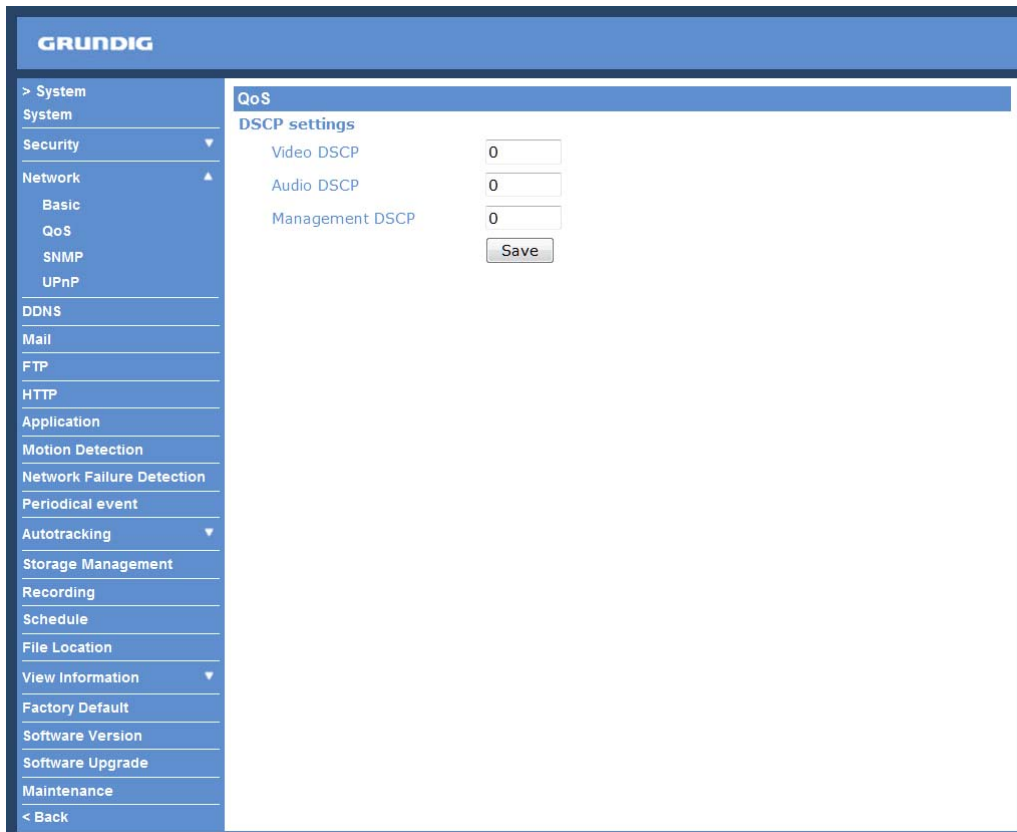 GRUNDIG
> System
System
Security
Network
Basic
QoS
SNMP
UPnP
DDNS
Mail
FTP
HTTP
Application
Motion Detection
Network Failure Detection
Periodical event
Autotracking
Storage Management
Recording
Schedule
File Location
View Information
Factory Default
Software Version
Software Upgrade
Maintenance
< Back
QoS
DSCP settings
Video DSCP 0
Audio DSCP 0
Management DSCP 0
Save